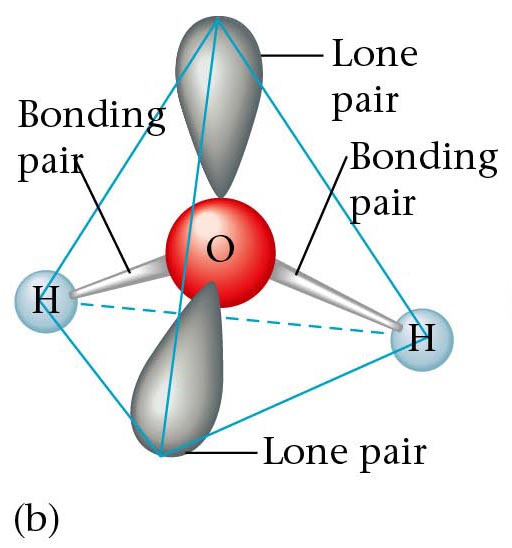 Lone
pair
Bonding
pair
Bonding
pair
O
H
H
Lone pair
(b)